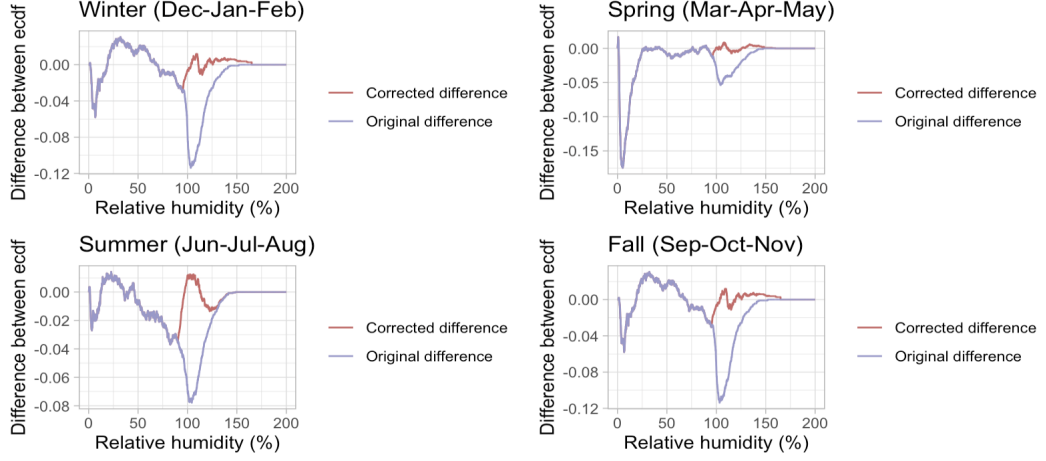 Winter (Dec-Jan-Feb)
Difference between ecdf
0.00
-0.04
-0.08
-0.12
0 50 100 150 200
Relative humidity (%)
Corrected difference
Original difference
Spring (Mar-Apr-May)
Difference between ecdf
0.00
-0.05
-0.10
-0.15
0 50 100 150 200
Relative humidity (%)
Corrected difference
Original difference
Summer (Jun-Jul-Aug)
Difference between ecdf
0.00
-0.02
-0.04
-0.06
-0.08
0 50 100 150 200
Relative humidity (%)
Corrected difference
Original difference
Fall (Sep-Oct-Nov)
Difference between ecdf
0.00
-0.04
-0.08
-0.12
0 50 100 150 200
Relative humidity (%)
Corrected difference
Original difference